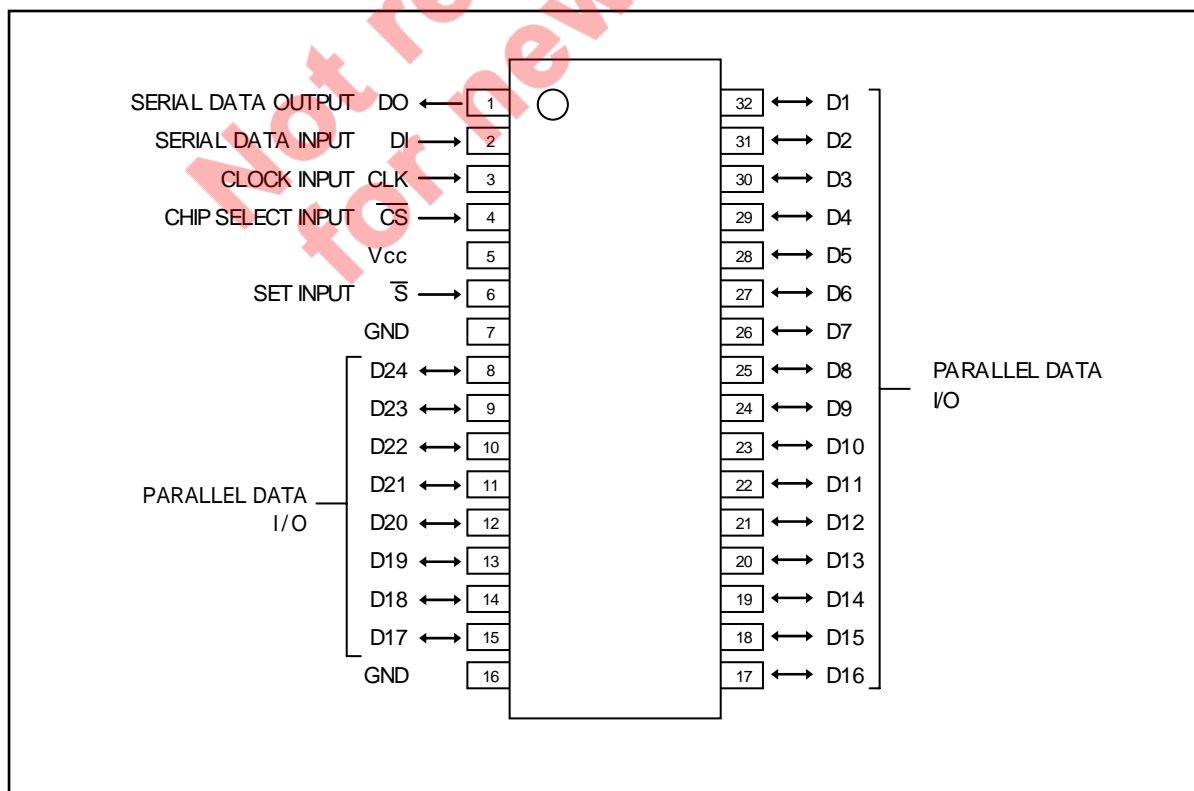 Not re
for new
SERIAL DATA OUTPUT DO 1 32 D1
SERIAL DATA INPUT DI 2 31 D2
CLOCK INPUT CLK 3 30 D3
CHIP SELECT INPUT C̅S̅ 4 29 D4
Vcc 5 28 D5
SET INPUT S̅ 6 27 D6
GND 7 26 D7
D24 8 25 D8
D23 9 24 D9
D22 10 23 D10
D21 11 22 D11
D20 12 21 D12
D19 13 20 D13
D18 14 19 D14
D17 15 18 D15
GND 16 17 D16
PARALLEL DATA
I/O
PARALLEL DATA
I/O